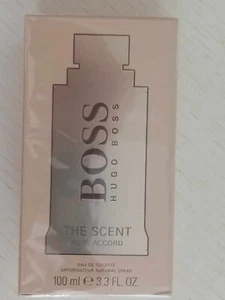 BOSS
HUGO BOSS
THE SCENT
PURE ACCORD
EAU DE TOILETTE
VAPORISATEUR NATURAL SPRAY
100 ml ℮ 3.3 FL. OZ.